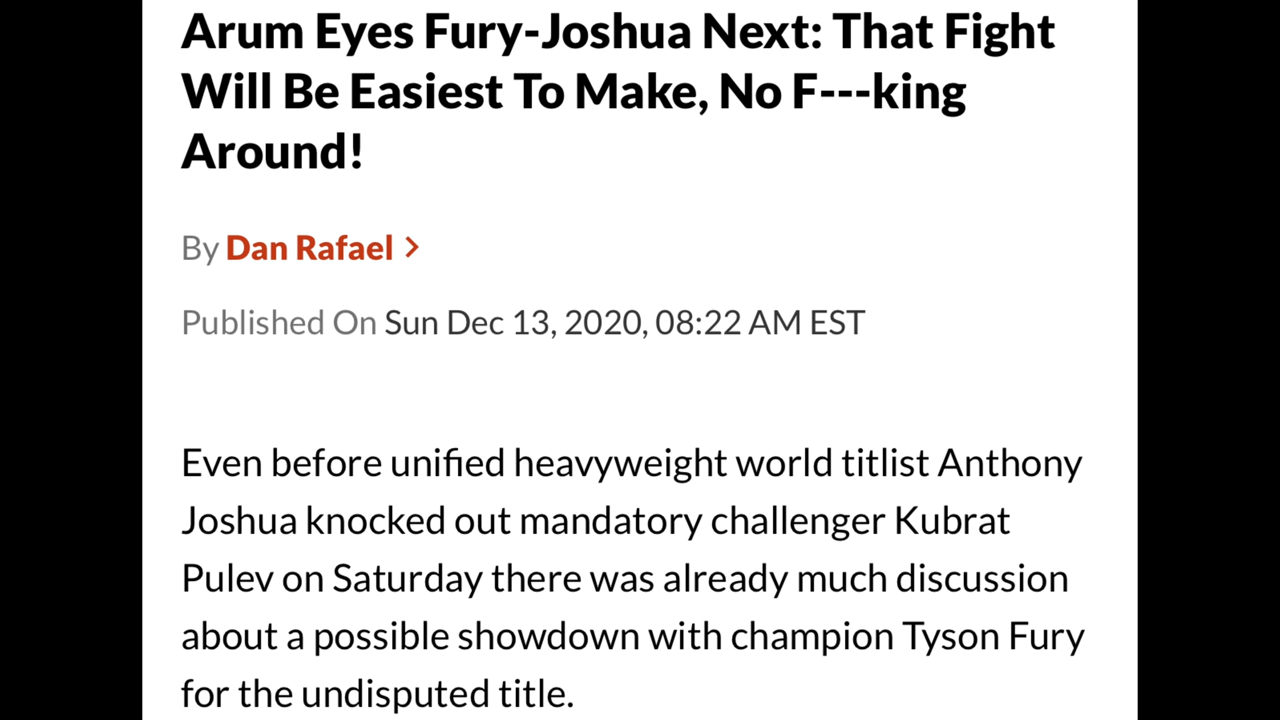 Arum Eyes Fury-Joshua Next: That Fight
Will Be Easiest To Make, No F---king
Around!
By Dan Rafael >
Published On Sun Dec 13, 2020, 08:22 AM EST
Even before unified heavyweight world titlist Anthony
Joshua knocked out mandatory challenger Kubrat
Pulev on Saturday there was already much discussion
about a possible showdown with champion Tyson Fury
for the undisputed title.